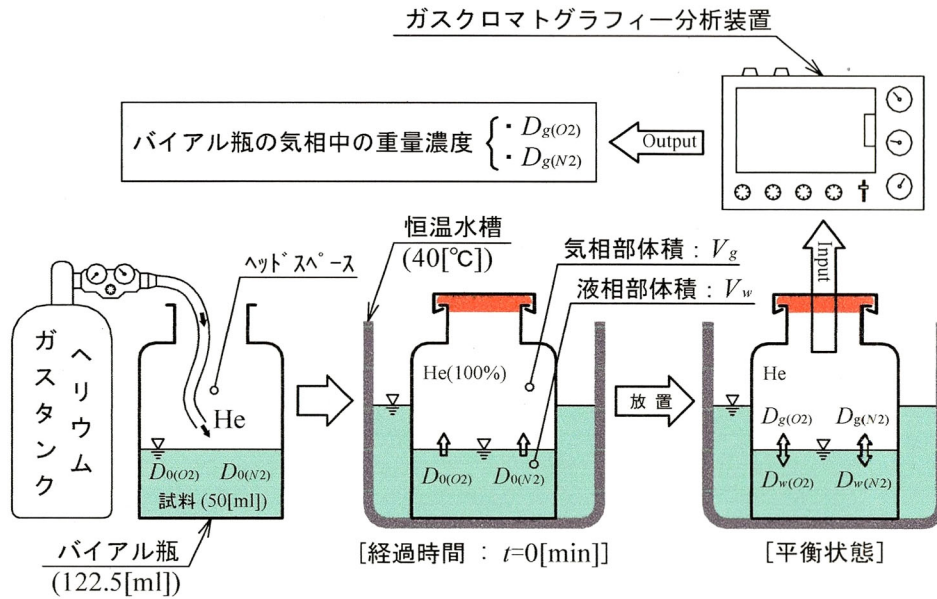 ガスクロマトグラフィー分析装置
バイアル瓶の気相中の重量濃度
・Dg(O2)
・Dg(N2)
Output
Input
恒温水槽
(40[℃])
気相部体積：Vg
液相部体積：Vw
ﾍｯﾄﾞｽﾍﾟｰｽ
ヘリウム
ガスタンク
He
D0(O2) D0(N2)
試料(50[ml])
He(100%)
D0(O2) D0(N2)
放置
He
Dg(O2) Dg(N2)
Dw(O2) Dw(N2)
バイアル瓶
(122.5[ml])
[経過時間：t=0[min]]
[平衡状態]